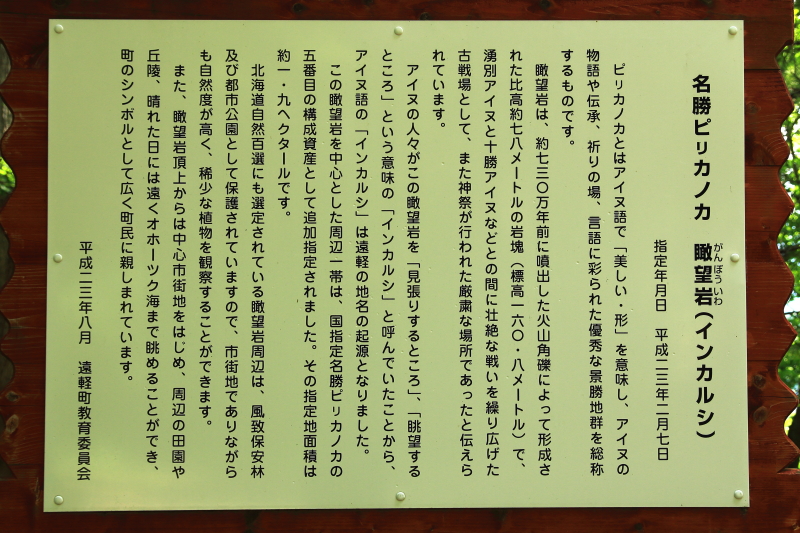 名勝ピリカノカ 瞰望岩(インカルシ)
がんぼういわ
指定年月日 平成二三年二月七日
ピリカノカとはアイヌ語で「美しい・形」を意味し、アイヌの
物語や伝承、祈りの場、言語に彩られた優秀な景勝地群を総称
するものです。
瞰望岩は、約七三〇万年前に噴出した火山角礫によって形成さ
れた比高約七八メートルの岩塊(標高一六〇・八メートル)で、
湧別アイヌと十勝アイヌなどとの間に壮絶な戦いを繰り広げた
古戦場として、また神祭が行われた厳粛な場所であったと伝えら
れています。
アイヌの人々がこの瞰望岩を「見張りするところ」、「眺望する
ところ」という意味の「インカルシ」と呼んでいたことから、
アイヌ語の「インカルシ」は遠軽の地名の起源となりました。
この瞰望岩を中心とした周辺一帯は、国指定名勝ピリカノカの
五番目の構成資産として追加指定されました。その指定地面積は
約一・九ヘクタールです。
北海道自然百選にも選定されている瞰望岩周辺は、風致保安林
及び都市公園として保護されていますので、市街地でありながら
も自然度が高く、稀少な植物を観察することができます。
また、瞰望岩頂上からは中心市街地をはじめ、周辺の田園や
丘陵、晴れた日には遠くオホーツク海まで眺めることができ、
町のシンボルとして広く町民に親しまれています。
平成二三年八月 遠軽町教育委員会